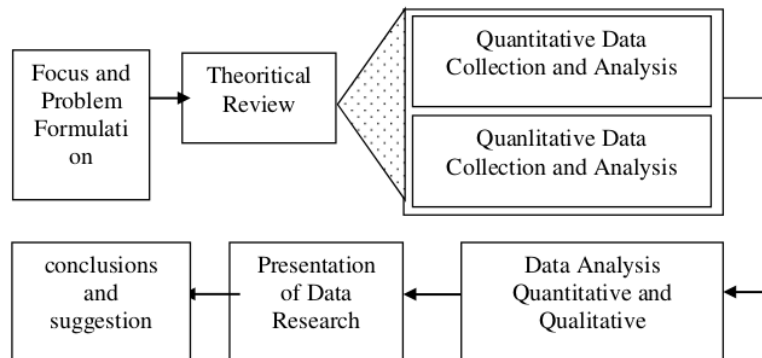 Focus and
Problem
Formulati
on
Theoritical
Review
Quantitative Data
Collection and Analysis
Quanlitative Data
Collection and Analysis
Data Analysis
Quantitative and
Qualitative
Presentation
of Data
Research
conclusions
and
suggestion